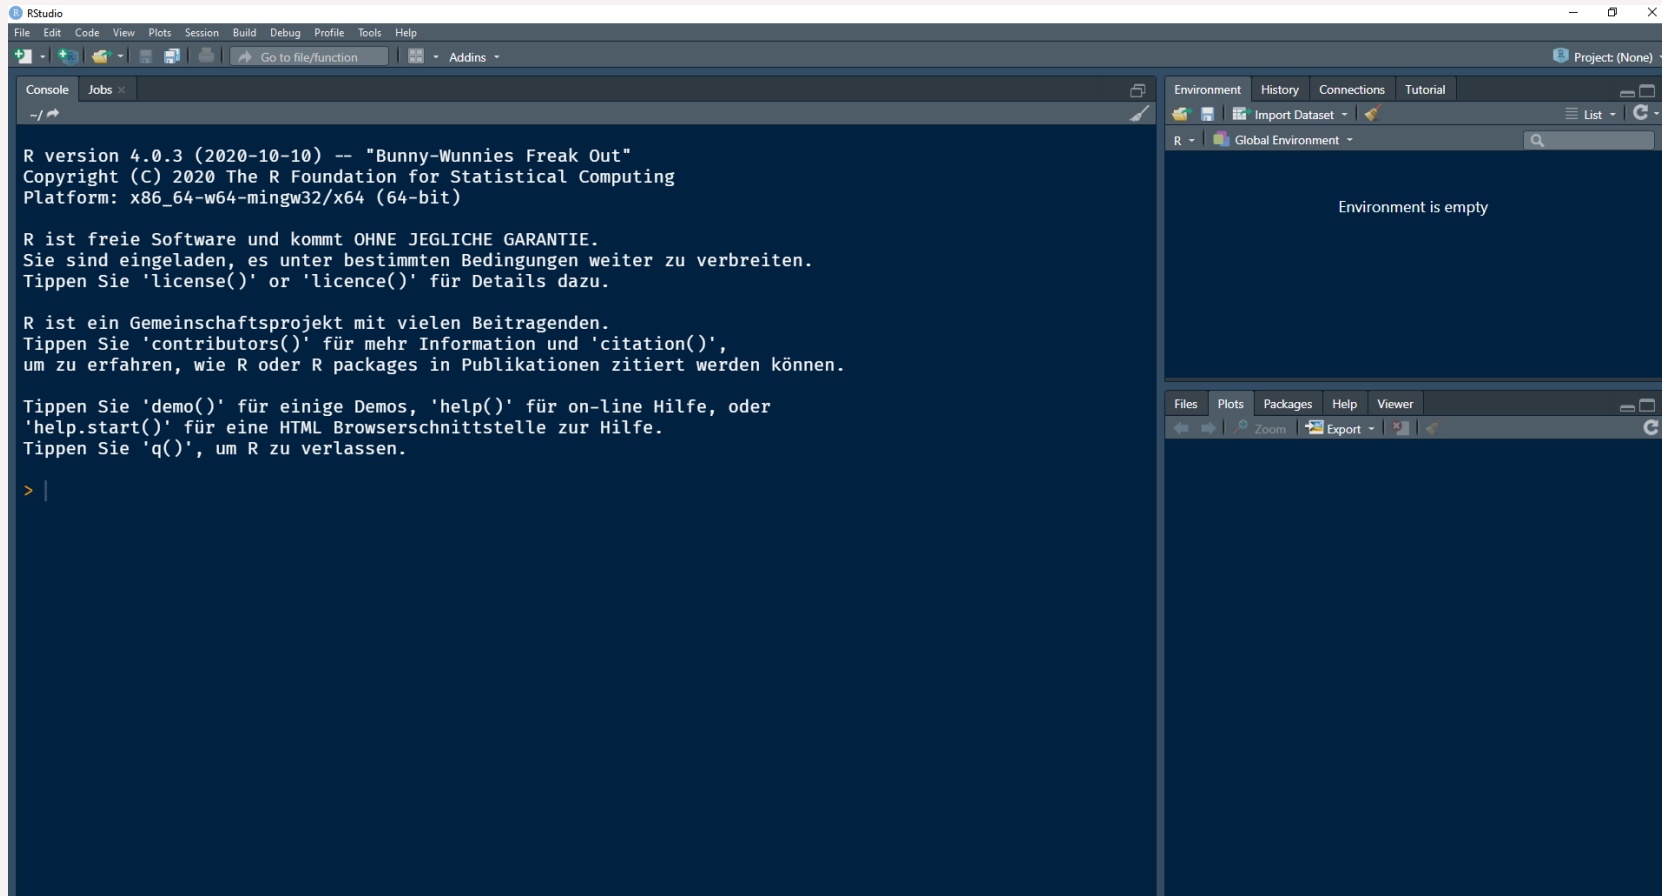 RStudio
File Edit Code View Plots Session Build Debug Profile Tools Help
Go to file/function Addins Project: (None)
Console Jobs
~/
R version 4.0.3 (2020-10-10) -- "Bunny-Wunnies Freak Out"
Copyright (C) 2020 The R Foundation for Statistical Computing
Platform: x86_64-w64-mingw32/x64 (64-bit)
R ist freie Software und kommt OHNE JEGLICHE GARANTIE.
Sie sind eingeladen, es unter bestimmten Bedingungen weiter zu verbreiten.
Tippen Sie 'license()' or 'licence()' für Details dazu.
R ist ein Gemeinschaftsprojekt mit vielen Beitragenden.
Tippen Sie 'contributors()' für mehr Information und 'citation()',
um zu erfahren, wie R oder R packages in Publikationen zitiert werden können.
Tippen Sie 'demo()' für einige Demos, 'help()' für on-line Hilfe, oder
'help.start()' für eine HTML Browserschnittstelle zur Hilfe.
Tippen Sie 'q()', um R zu verlassen.
>
Environment History Connections Tutorial
Import Dataset List
R Global Environment
Environment is empty
Files Plots Packages Help Viewer
Zoom Export